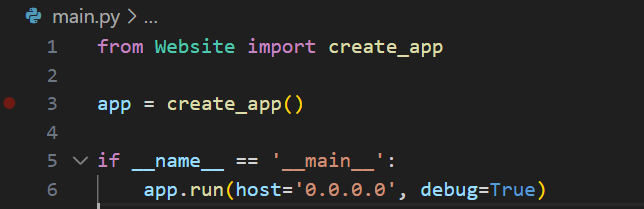 main.py > ...
1 from Website import create_app
2
3 app = create_app()
4
5 if __name__ == '__main__':
6 app.run(host='0.0.0.0', debug=True)